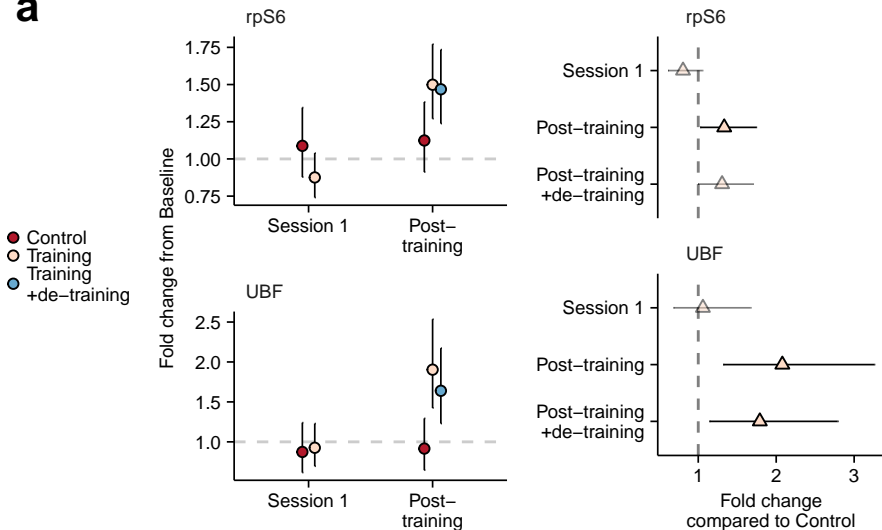 a
rpS6
1.75
1.50
1.25
1.00
0.75
Session 1
Post−
training
Fold change from Baseline
Control
Training
Training
+de−training
UBF
2.5
2.0
1.5
1.0
Session 1
Post−
training
rpS6
Session 1
Post−training
Post−training
+de−training
UBF
Session 1
Post−training
Post−training
+de−training
1
2
3
Fold change
compared to Control